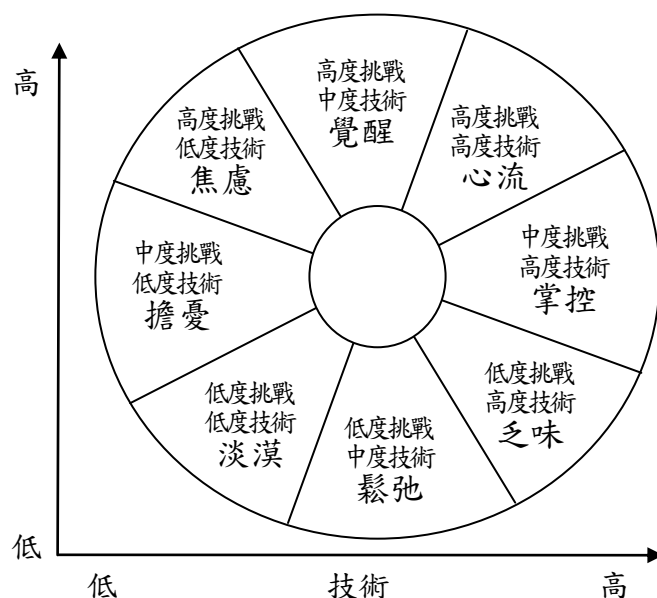 高
高度挑戰
中度技術
覺醒
高度挑戰
低度技術
焦慮
高度挑戰
高度技術
心流
中度挑戰
低度技術
擔憂
中度挑戰
高度技術
掌控
低度挑戰
低度技術
淡漠
低度挑戰
中度技術
鬆弛
低度挑戰
高度技術
乏味
低
低 技術 高